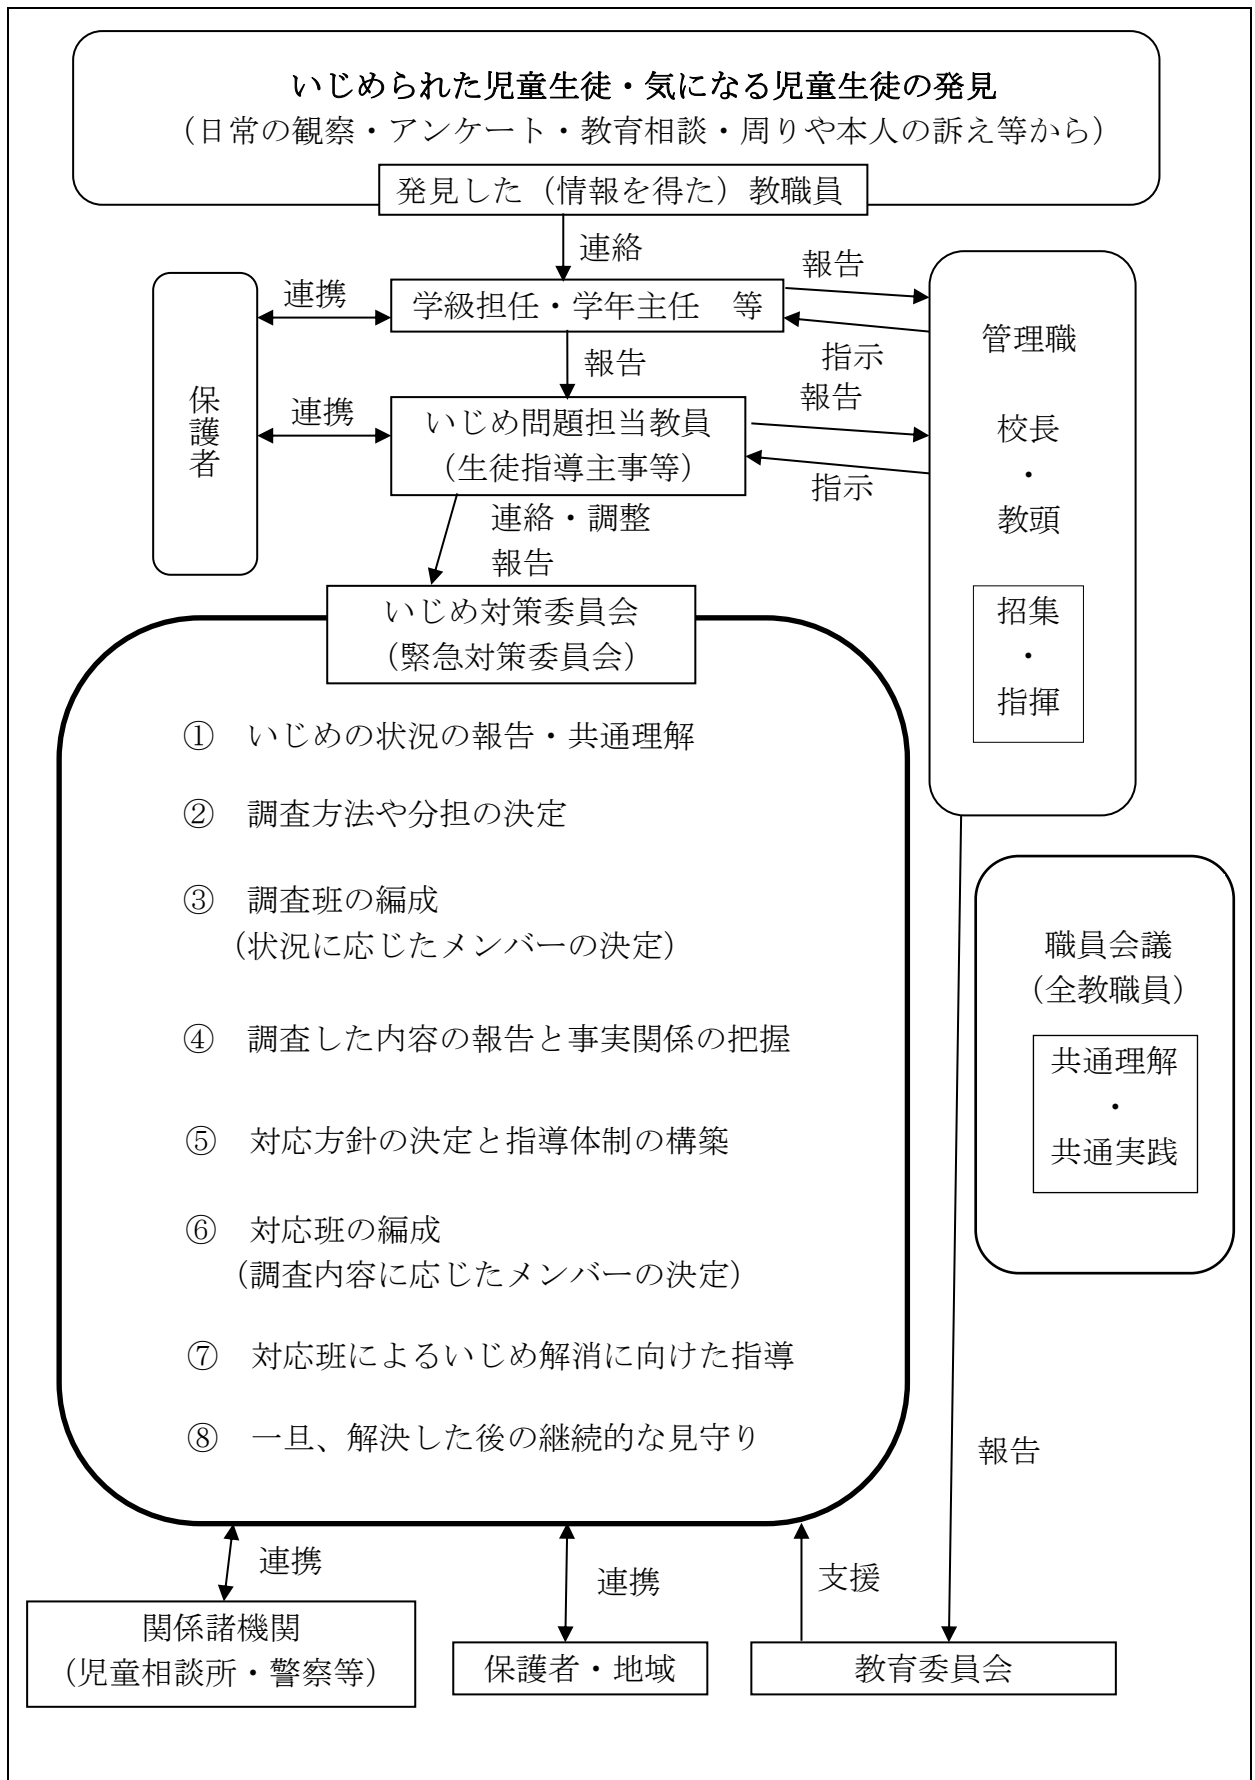 いじめられた児童生徒・気になる児童生徒の発見
（日常の観察・アンケート・教育相談・周りや本人の訴え等から）
発見した（情報を得た）教職員
連絡
報告
連携
学級担任・学年主任　等
管理職
指示
報告
報告
保護者
連携
いじめ問題担当教員
（生徒指導主事等）
校長
・
教頭
指示
連絡・調整
報告
招集
・
指揮
いじめ対策委員会
（緊急対策委員会）
①　いじめの状況の報告・共通理解
②　調査方法や分担の決定
③　調査班の編成
（状況に応じたメンバーの決定）
④　調査した内容の報告と事実関係の把握
⑤　対応方針の決定と指導体制の構築
⑥　対応班の編成
（調査内容に応じたメンバーの決定）
⑦　対応班によるいじめ解消に向けた指導
⑧　一旦、解決した後の継続的な見守り
職員会議
（全教職員）
共通理解
・
共通実践
報告
連携
連携
支援
関係諸機関
（児童相談所・警察等）
保護者・地域
教育委員会